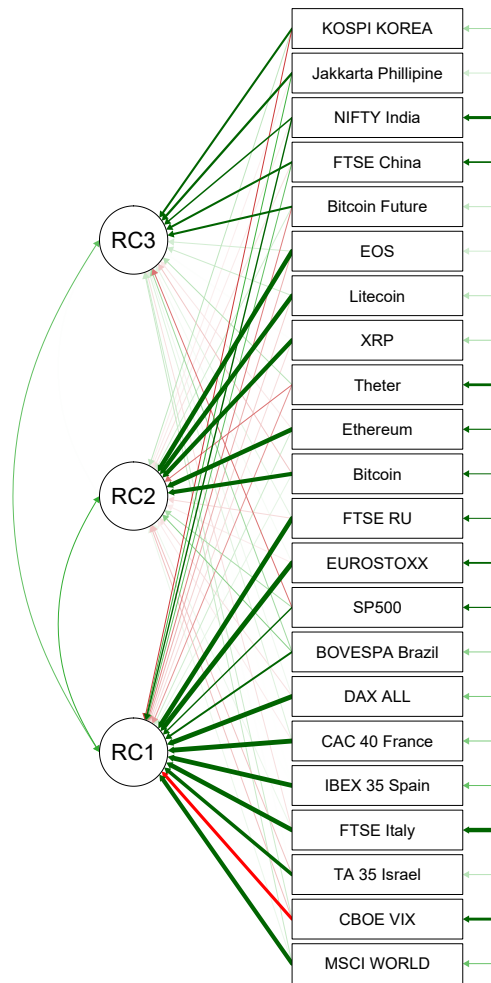 KOSPI KOREA
Jakkarta Phillipine
NIFTY India
FTSE China
Bitcoin Future
RC3
EOS
Litecoin
XRP
Theter
Ethereum
Bitcoin
RC2
FTSE RU
EUROSTOXX
SP500
BOVESPA Brazil
DAX ALL
CAC 40 France
RC1
IBEX 35 Spain
FTSE Italy
TA 35 Israel
CBOE VIX
MSCI WORLD